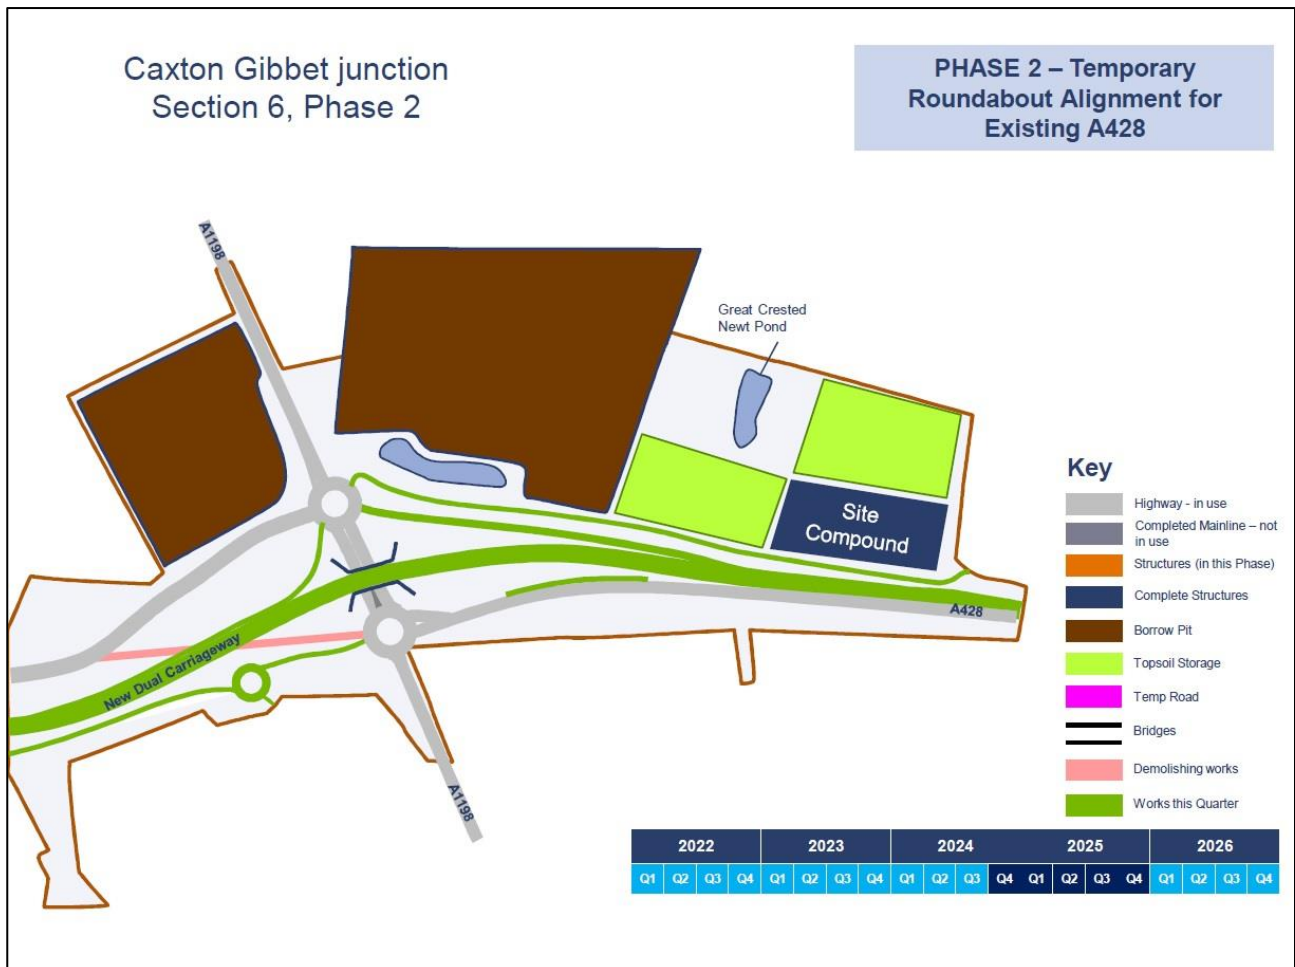 Caxton Gibbet junction
Section 6, Phase 2
PHASE 2 – Temporary
Roundabout Alignment for
Existing A428
A1198
Great Crested
Newt Pond
Site
Compound
A428
New Dual Carriageway
A1198
Key
Highway - in use
Completed Mainline – not
in use
Structures (in this Phase)
Complete Structures
Borrow Pit
Topsoil Storage
Temp Road
Bridges
Demolishing works
Works this Quarter
2022 2023 2024 2025 2026
Q1 Q2 Q3 Q4 Q1 Q2 Q3 Q4 Q1 Q2 Q3 Q4 Q1 Q2 Q3 Q4 Q1 Q2 Q3 Q4